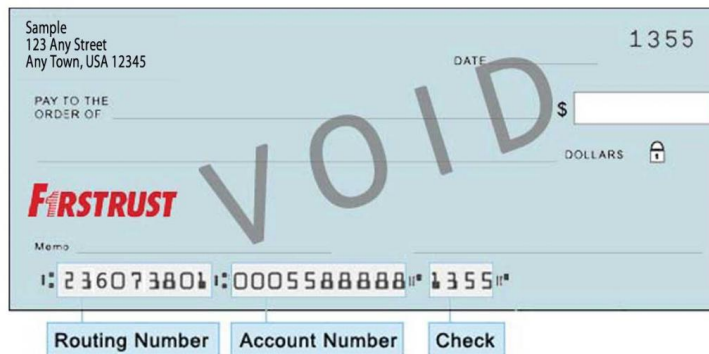 Sample
123 Any Street
Any Town, USA 12345
1355
DATE
PAY TO THE
ORDER OF
$
DOLLARS
VOID
F1RSTRUST
Memo
⑆236073801⑆0005588888⑈1355⑈
Routing Number Account Number Check